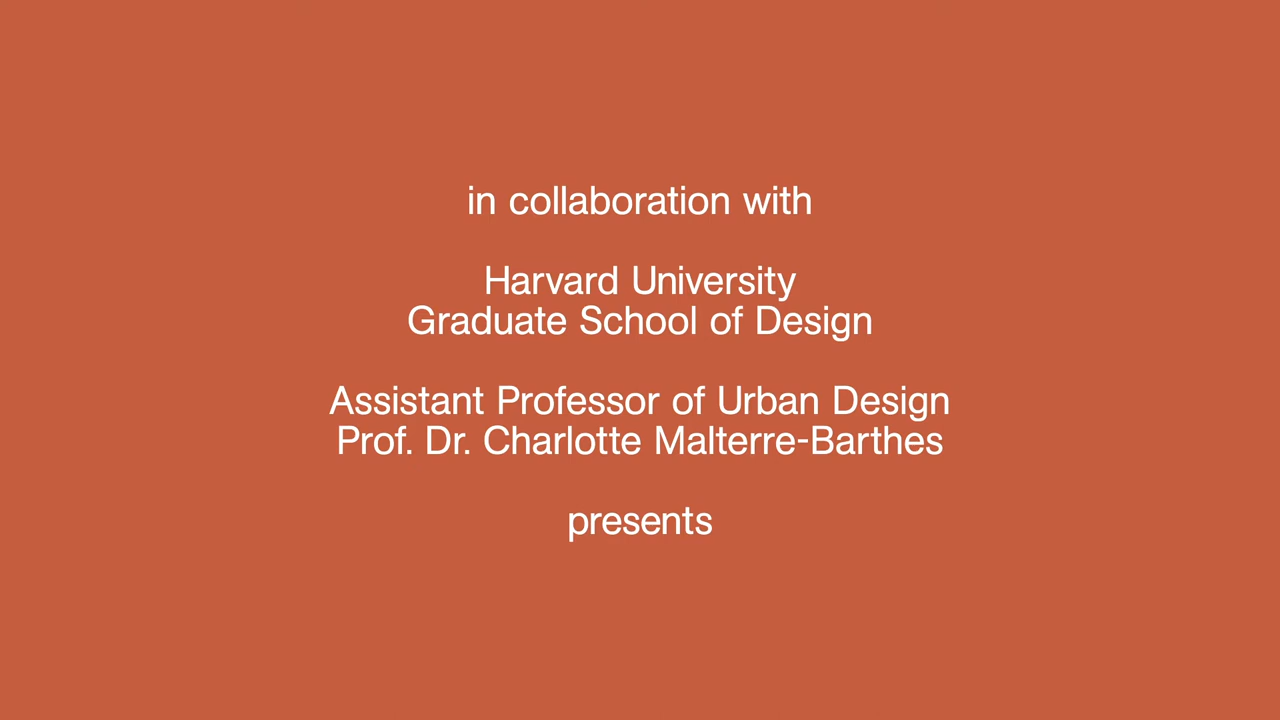 in collaboration with
Harvard University
Graduate School of Design
Assistant Professor of Urban Design
Prof. Dr. Charlotte Malterre-Barthes
presents